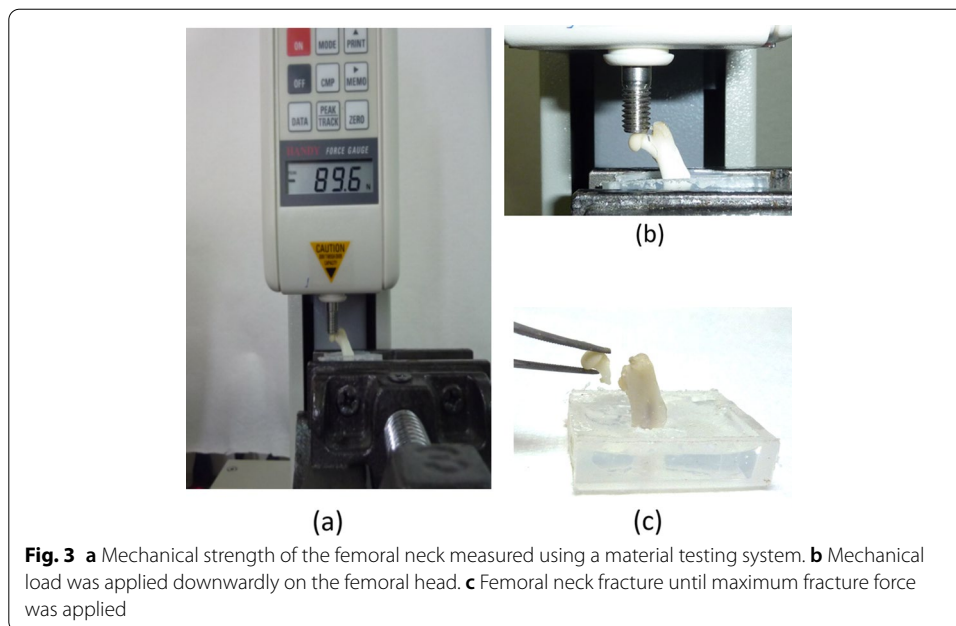 ON
MODE
PRINT
OFF
CMP
MEMO
DATA
PEAK
TRACK
ZERO
HANDY FORCE GAUGE
89.6 N
CAUTION
(a)
(b)
(c)
Fig. 3 a Mechanical strength of the femoral neck measured using a material testing system. b Mechanical
load was applied downwardly on the femoral head. c Femoral neck fracture until maximum fracture force
was applied